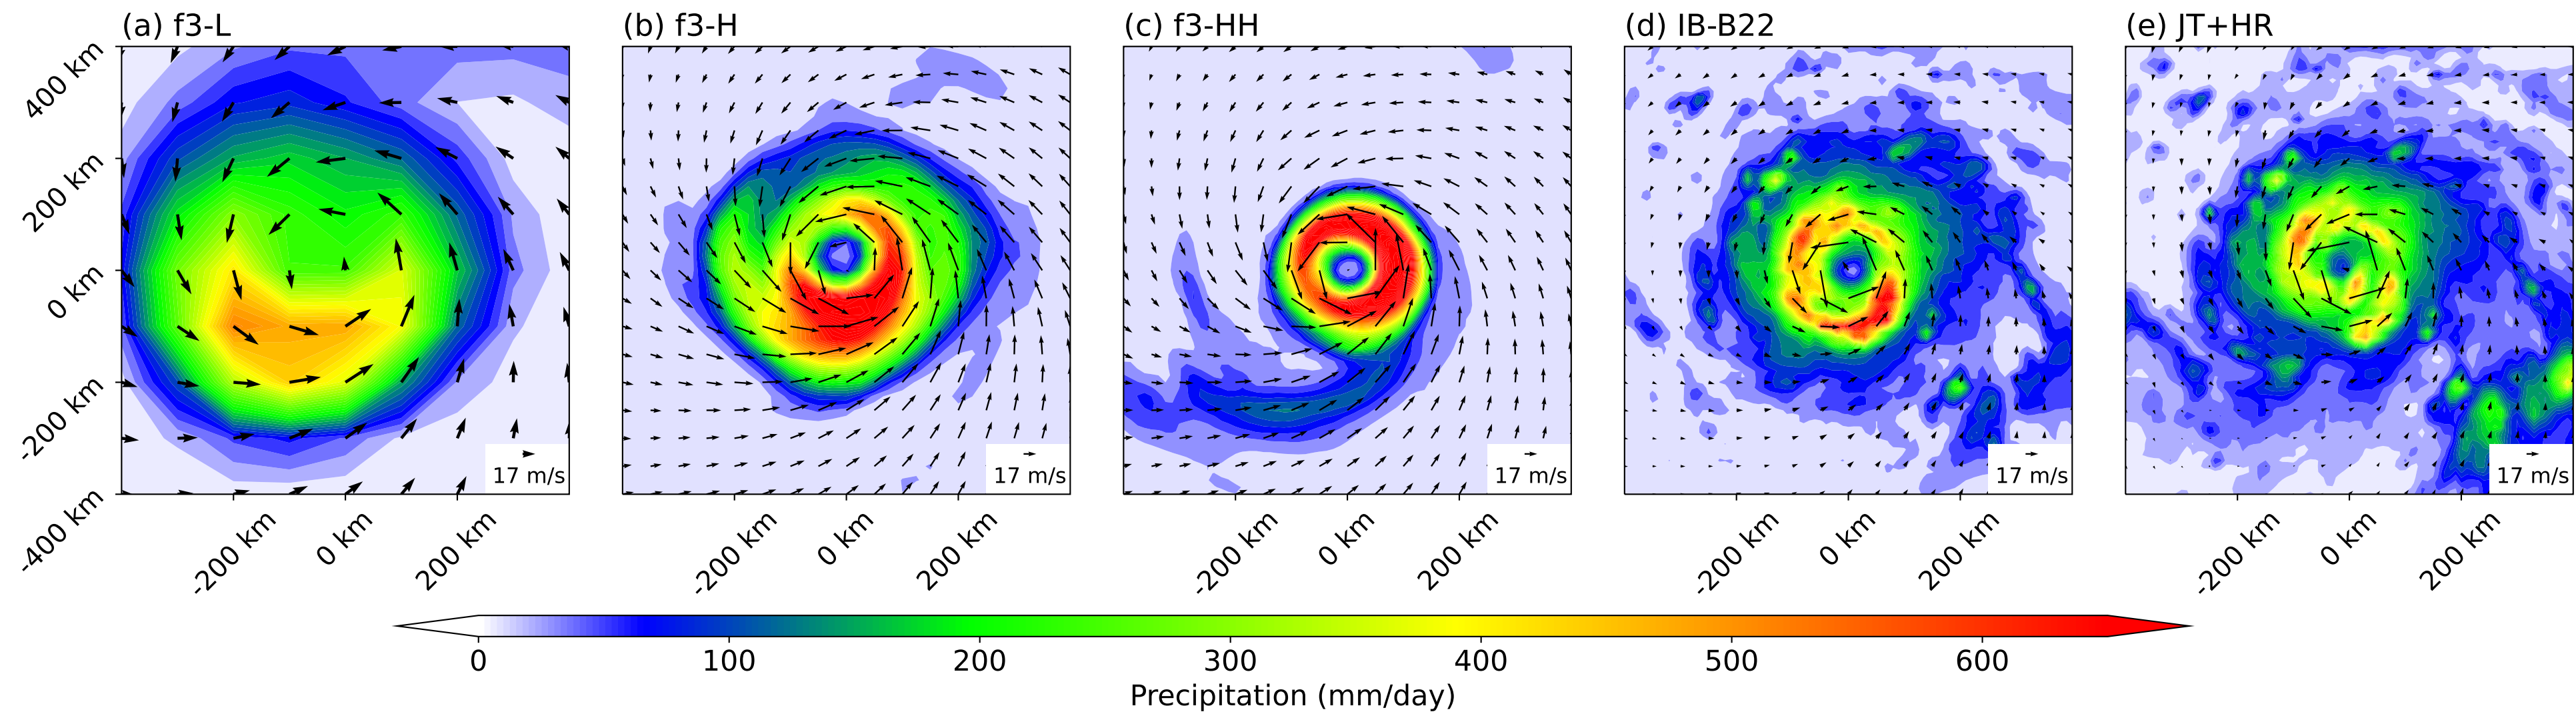 (a) f3-L
(b) f3-H
(c) f3-HH
(d) IB-B22
(e) JT+HR
400 km
200 km
0 km
-200 km
-400 km
17 m/s
17 m/s
17 m/s
17 m/s
17 m/s
-200 km
0 km
200 km
-200 km
0 km
200 km
-200 km
0 km
200 km
-200 km
0 km
200 km
-200 km
0 km
200 km
0
100
200
300
400
500
600
Precipitation (mm/day)